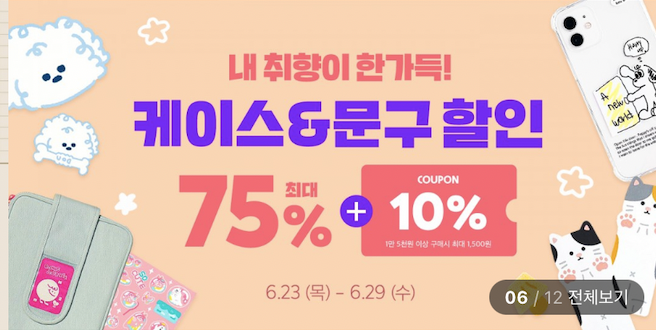 내 취향이 한가득!
케이스&문구 할인
최대
75% + COUPON 10%
1만 5천원 이상 구매시 최대 1,500원
6.23 (목) - 6.29 (수)
06 / 12 전체보기
A
new
world